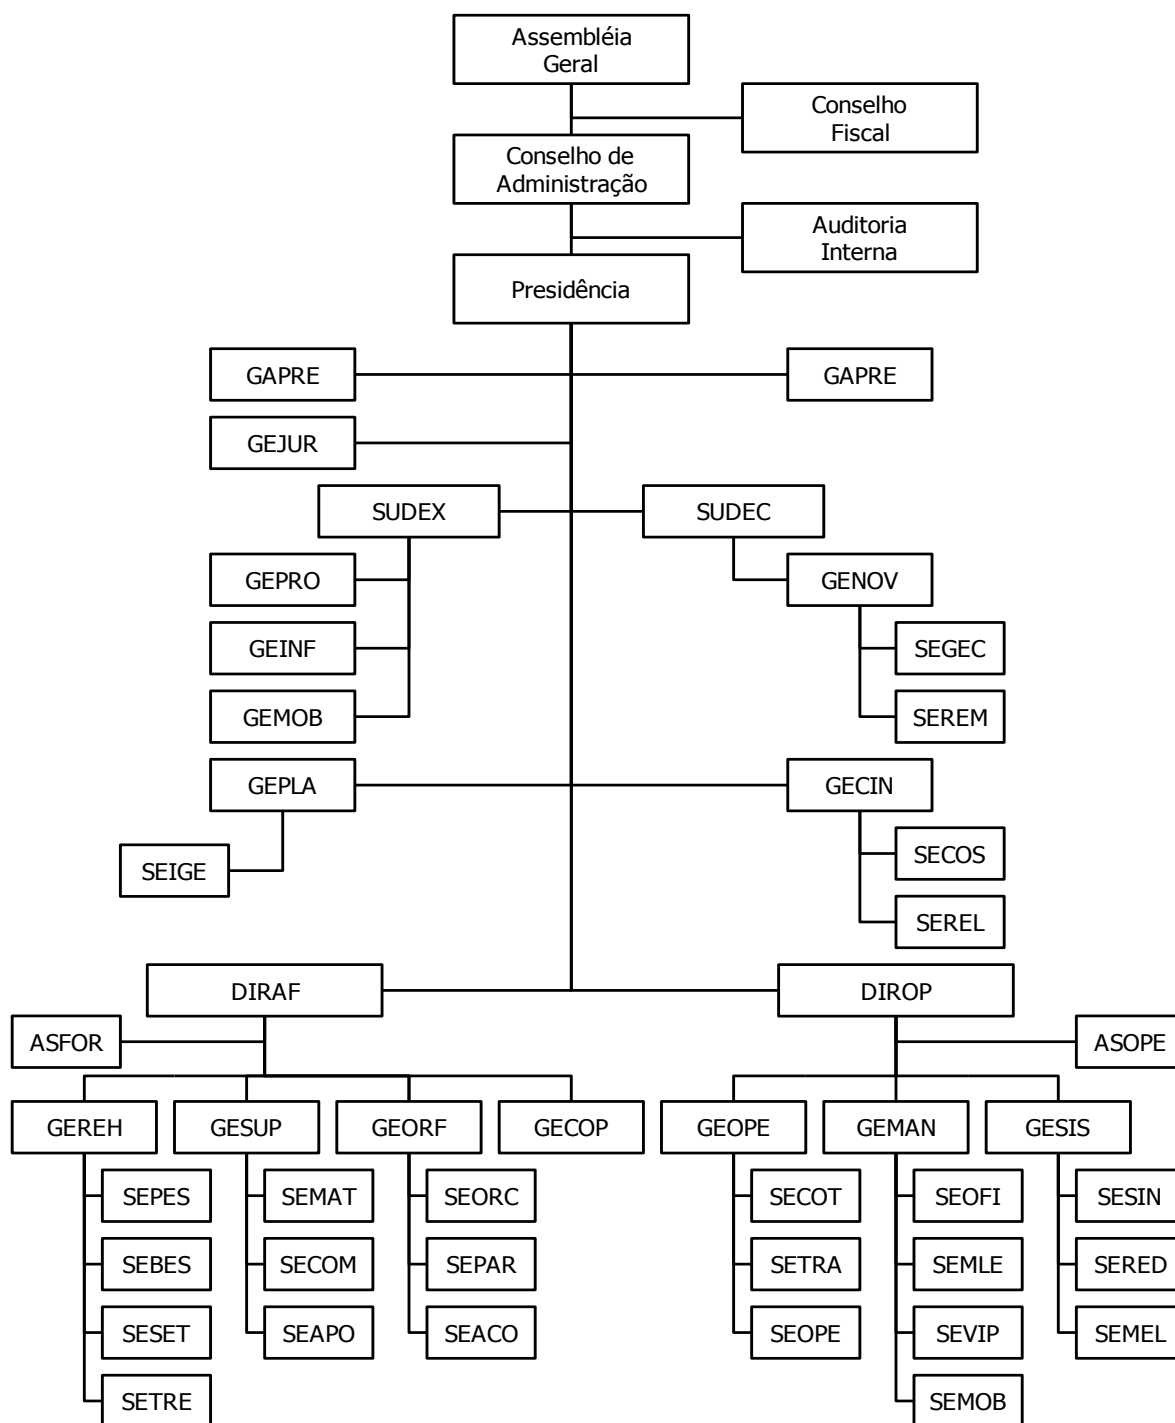 Assembléia
Geral
Conselho
Fiscal
Conselho de
Administração
Auditoria
Interna
Presidência
GAPRE
GAPRE
GEJUR
SUDEX
SUDEC
GEPRO
GENOV
GEINF
SEGEC
GEMOB
SEREM
GEPLA
GECIN
SEIGE
SECOS
SEREL
DIRAF
DIROP
ASFOR
ASOPE
GEREH
GESUP
GEORF
GECOP
GEOPE
GEMAN
GESIS
SEPES
SEMAT
SEORC
SECOT
SEOFI
SESIN
SEBES
SECOM
SEPAR
SETRA
SEMLE
SERED
SESET
SEAPO
SEACO
SEOPE
SEVIP
SEMEL
SETRE
SEMOB